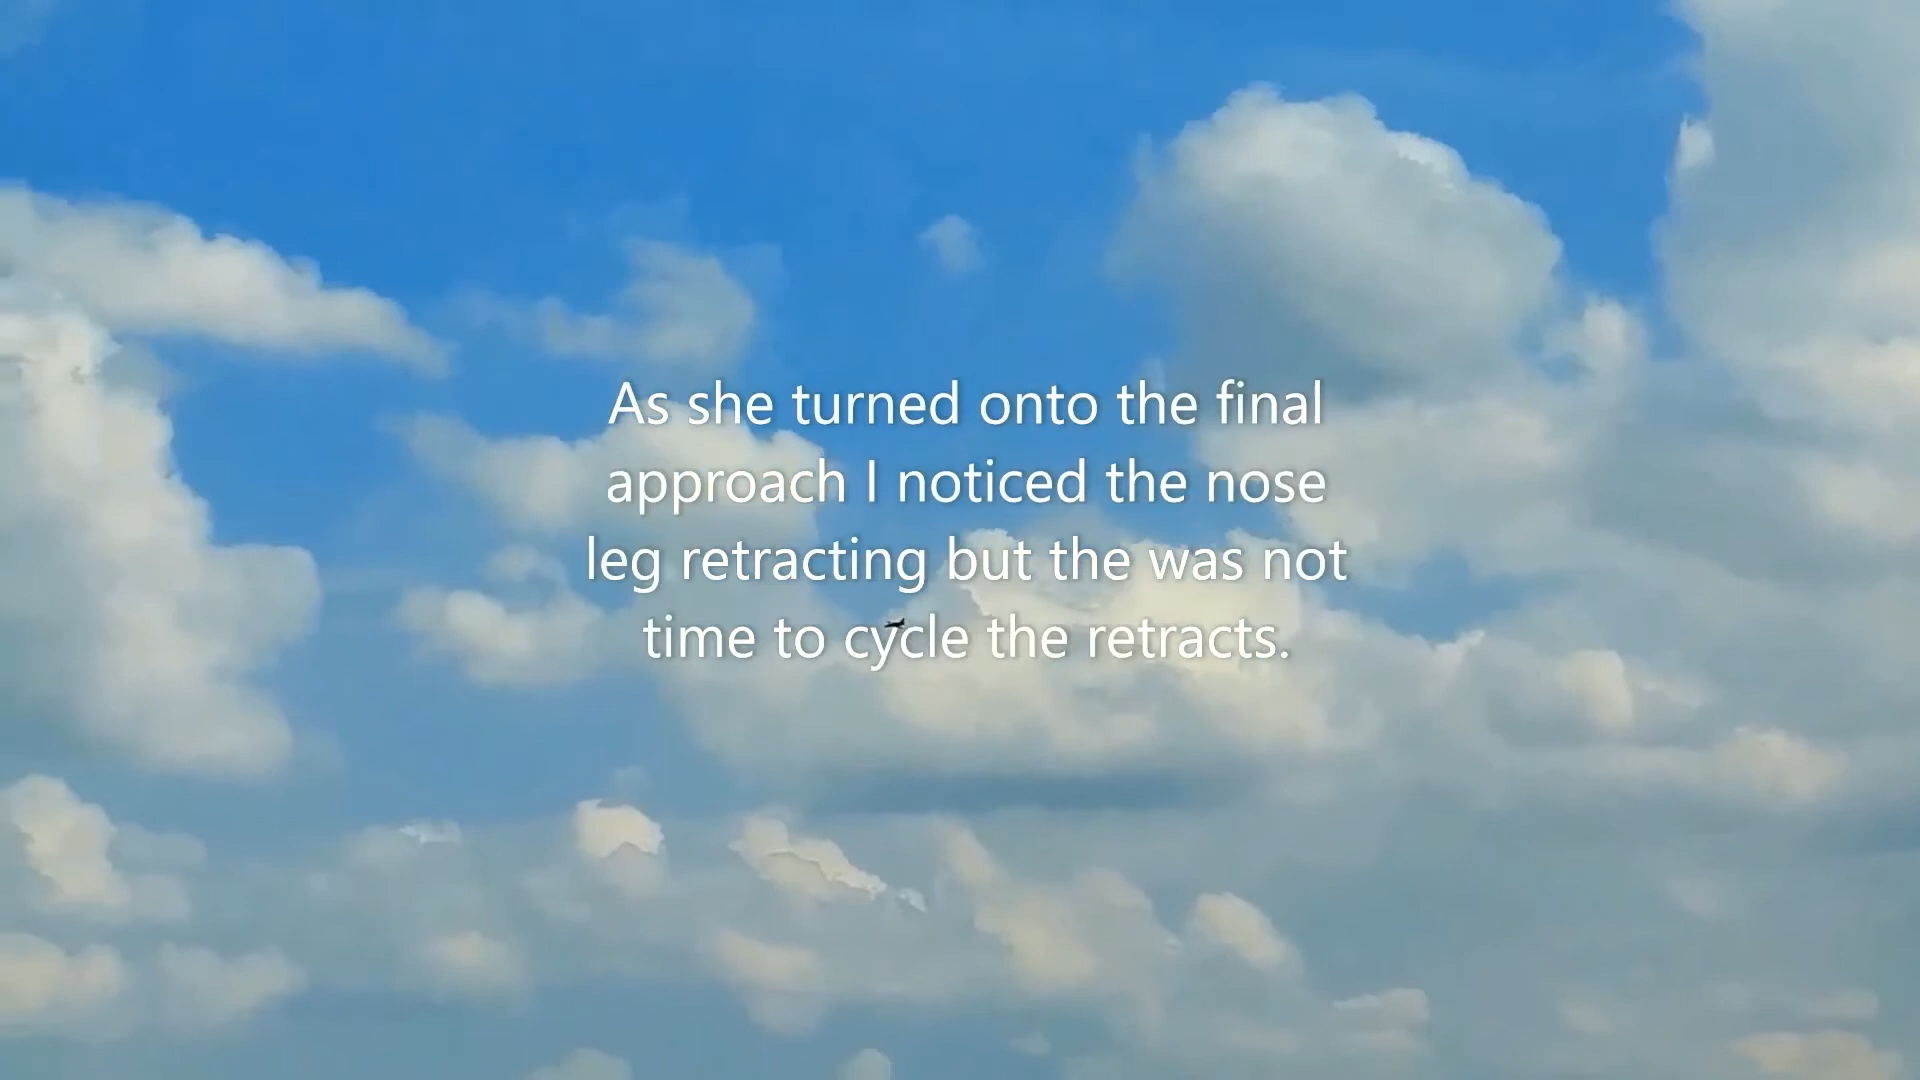 As she turned onto the final
approach I noticed the nose
leg retracting but the was not
time to cycle the retracts.